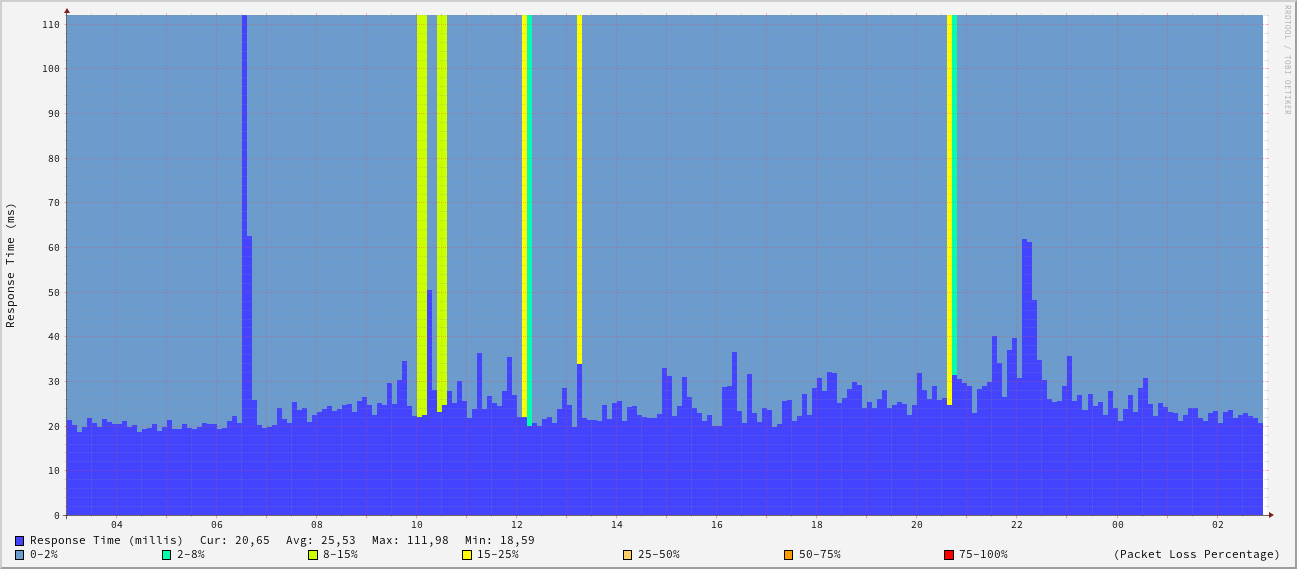 RRDTOOL / TOBI OETIKER
Response Time (ms)
110
100
90
80
70
60
50
40
30
20
10
0
04 06 08 10 12 14 16 18 20 22 00 02
Response Time (millis) Cur: 20,65 Avg: 25,53 Max: 111,98 Min: 18,59
0-2% 2-8% 8-15% 15-25% 25-50% 50-75% 75-100% (Packet Loss Percentage)